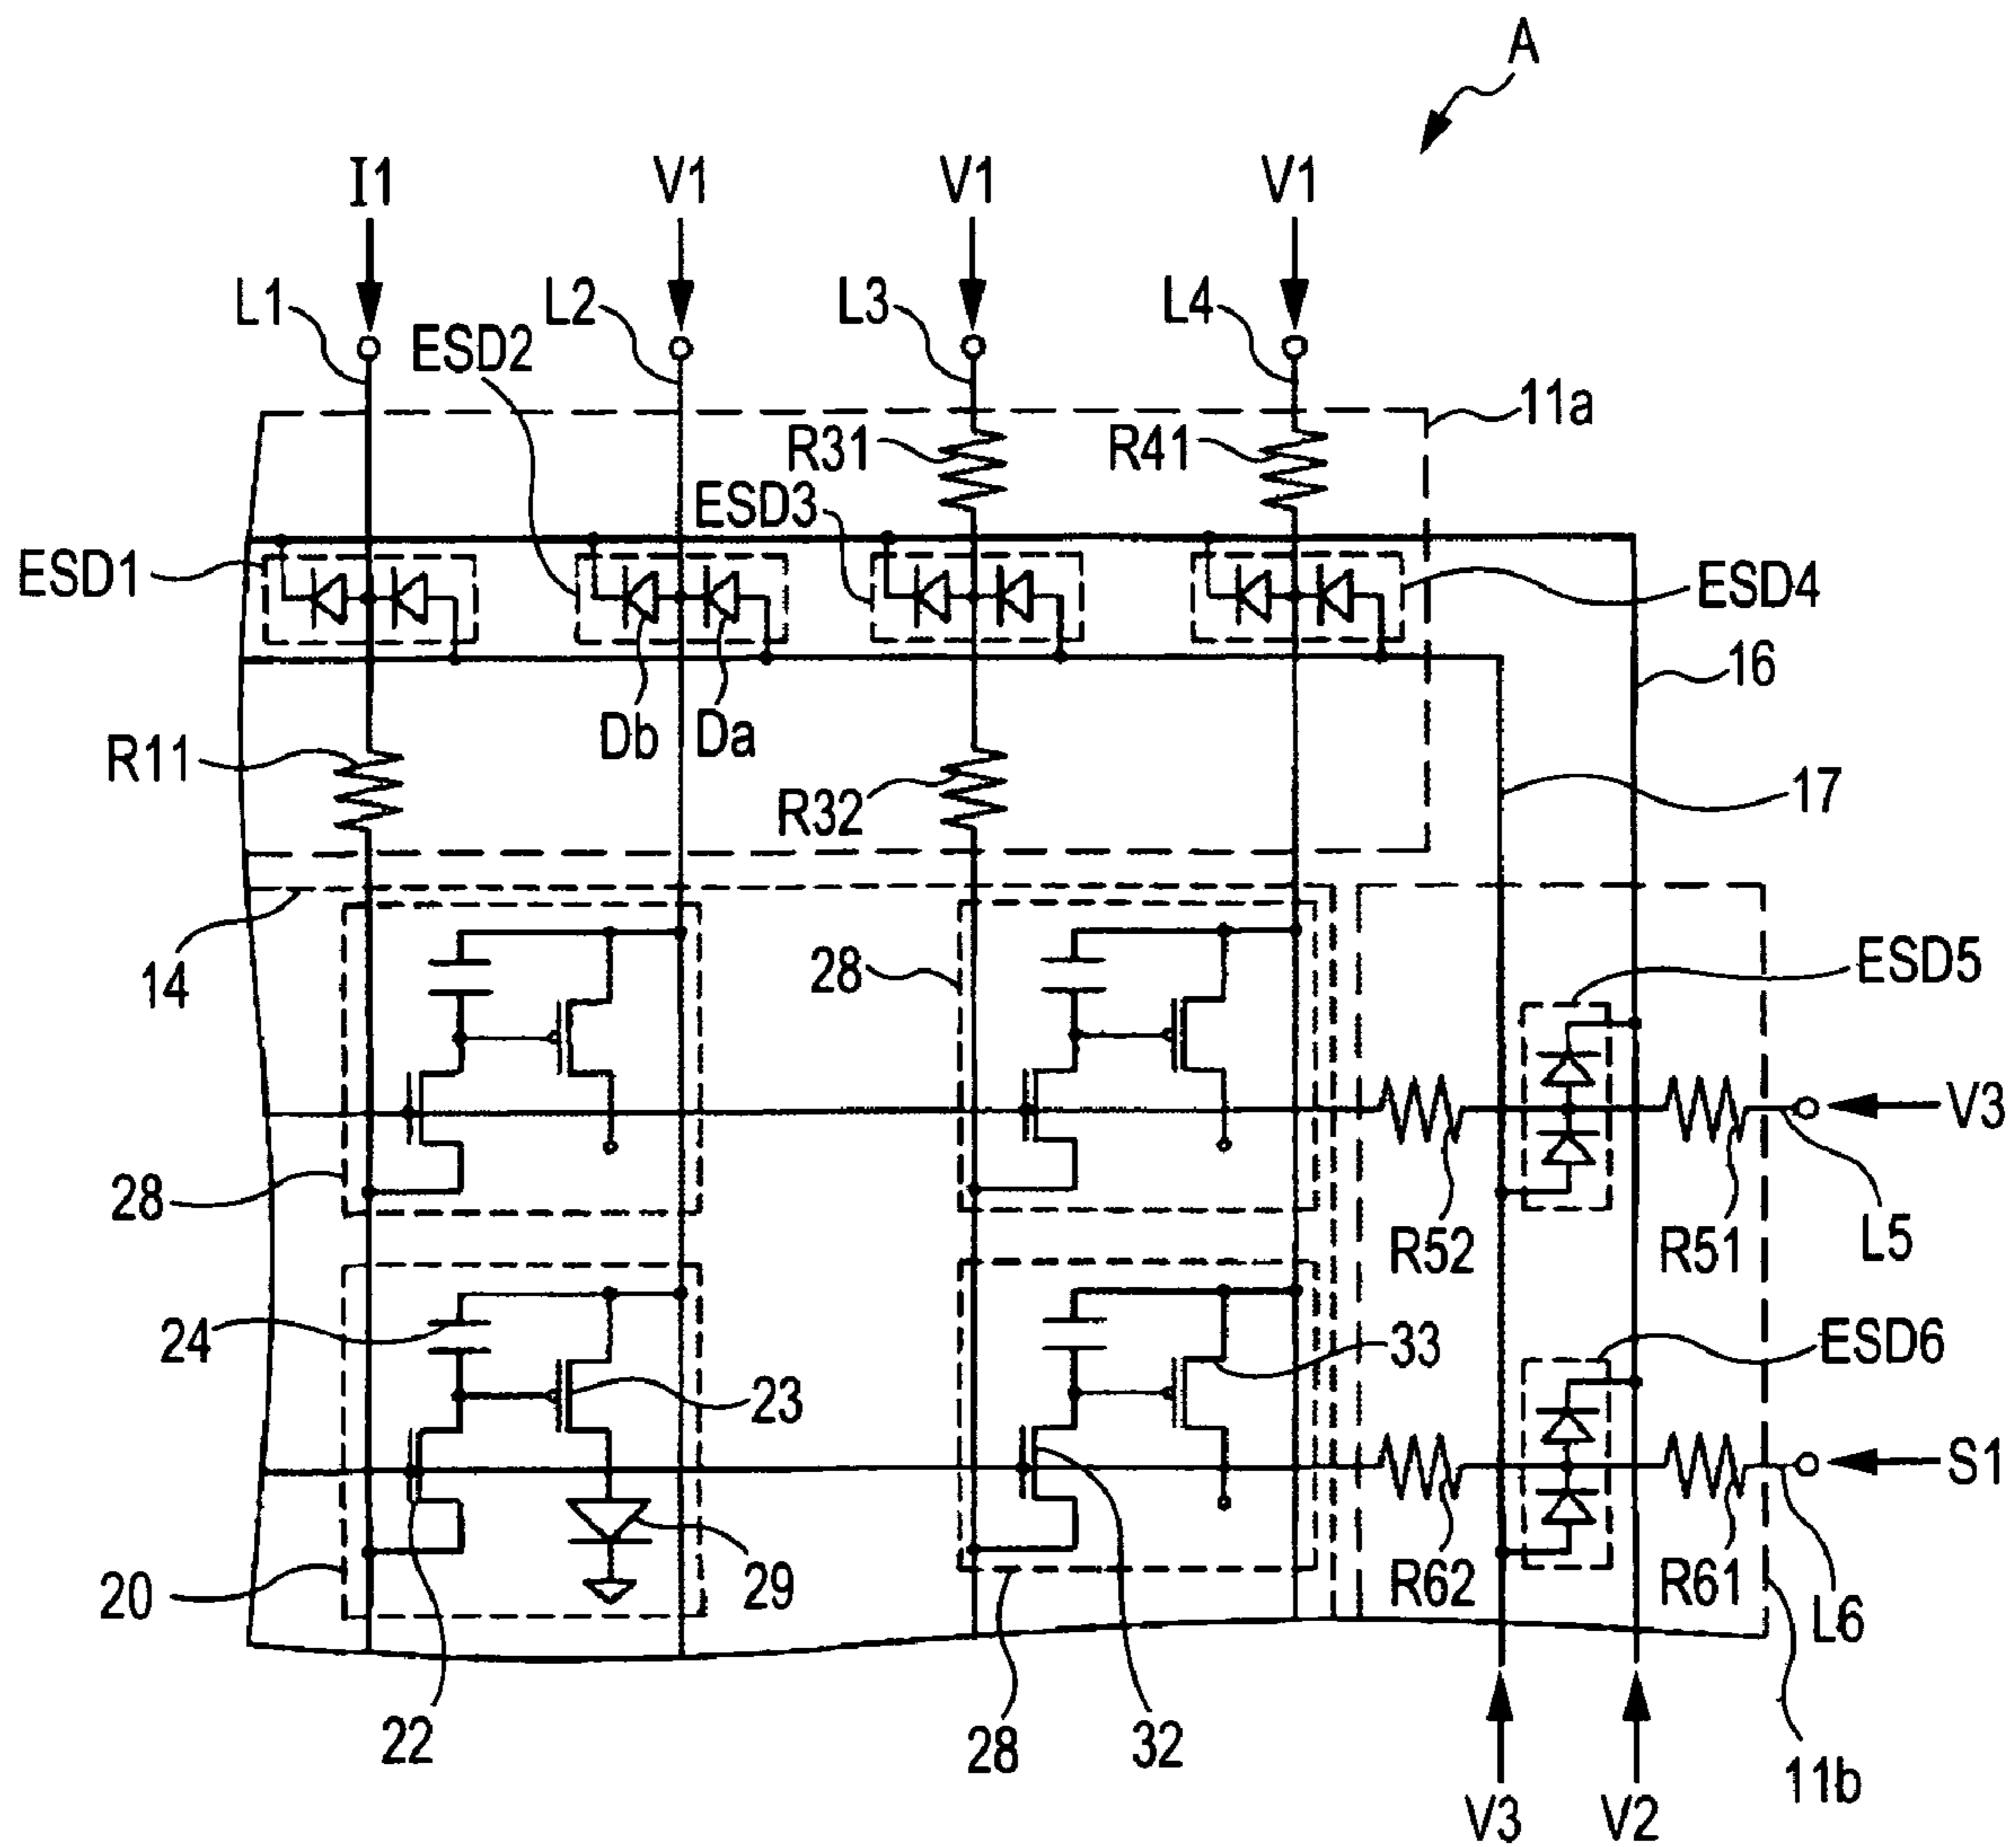 A
I1 V1 V1 V1
L1 L2 L3 L4
ESD2
11a
R31 R41
ESD3
ESD1 ESD4
16
Db Da
R11 17
R32
14 28 ESD5
V3
28 R52 R51 L5
24 33 ESD6
23
S1
20 29 R62 R61 L6
22 28 32 11b
V3 V2